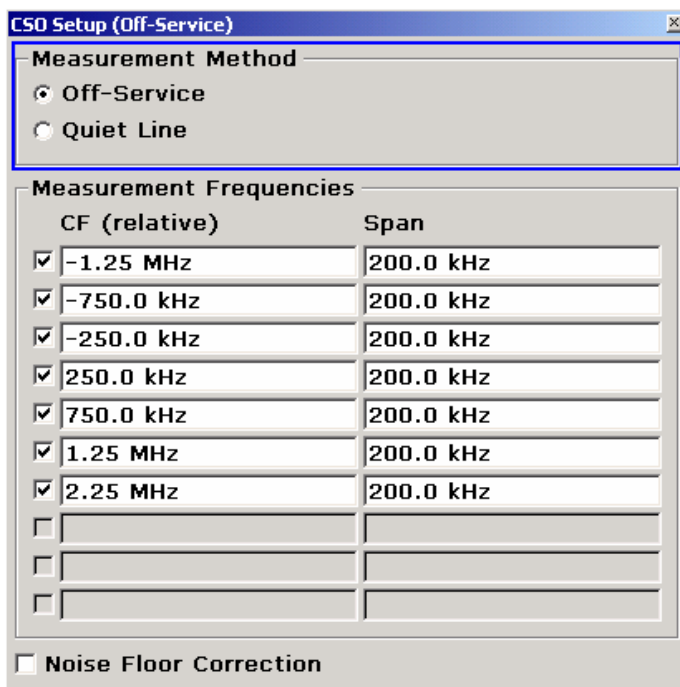 CSO Setup (Off-Service)
Measurement Method
Off-Service
Quiet Line
Measurement Frequencies
CF (relative) Span
-1.25 MHz 200.0 kHz
-750.0 kHz 200.0 kHz
-250.0 kHz 200.0 kHz
250.0 kHz 200.0 kHz
750.0 kHz 200.0 kHz
1.25 MHz 200.0 kHz
2.25 MHz 200.0 kHz
Noise Floor Correction